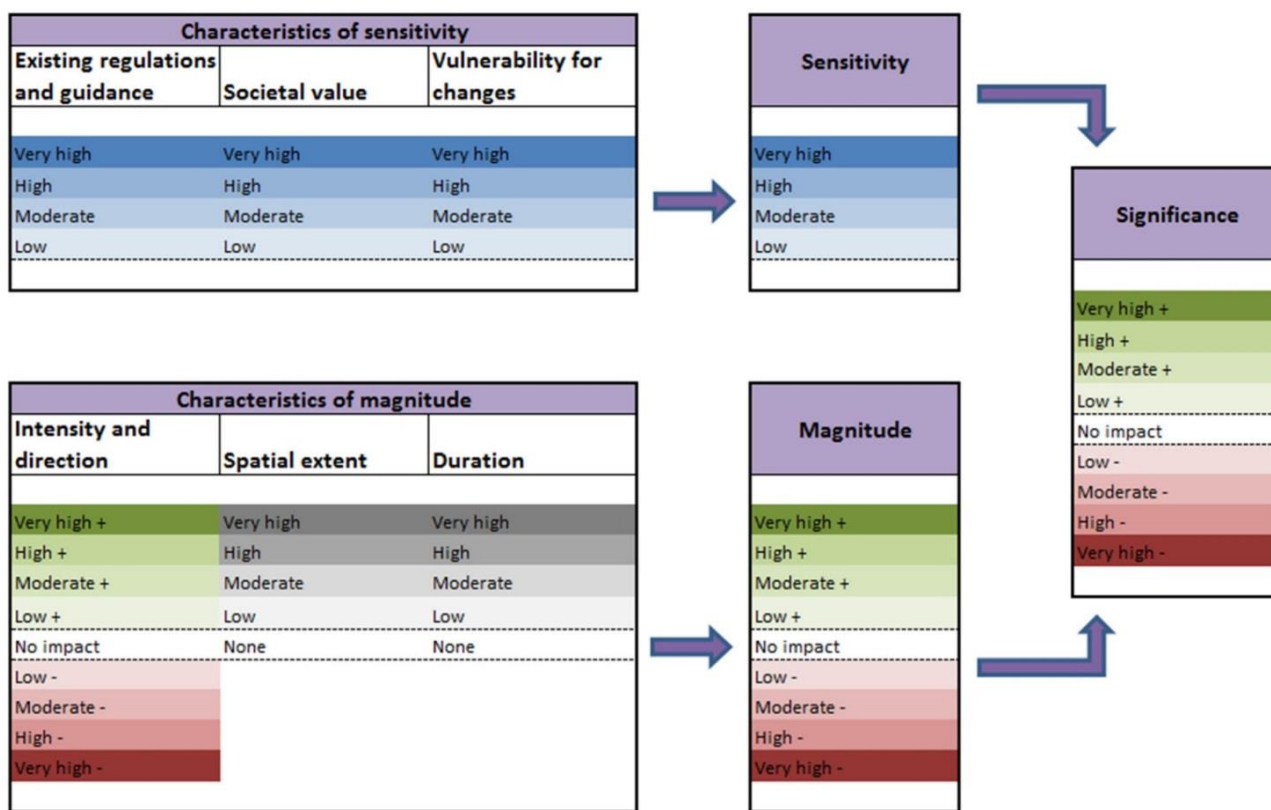 Characteristics of sensitivity
Existing regulations and guidance
Societal value
Vulnerability for changes
Very high Very high Very high
High High High
Moderate Moderate Moderate
Low Low Low
Sensitivity
Very high
High
Moderate
Low
Characteristics of magnitude
Intensity and direction
Spatial extent
Duration
Very high + Very high Very high
High + High High
Moderate + Moderate Moderate
Low + Low Low
No impact None None
Low -
Moderate -
High -
Very high -
Magnitude
Very high +
High +
Moderate +
Low +
No impact
Low -
Moderate -
High -
Very high -
Significance
Very high +
High +
Moderate +
Low +
No impact
Low -
Moderate -
High -
Very high -